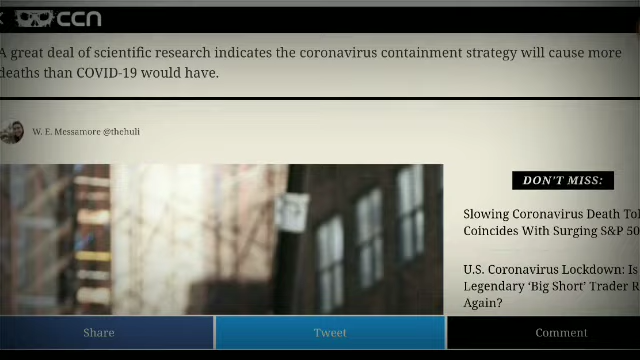 CCN
A great deal of scientific research indicates the coronavirus containment strategy will cause more
deaths than COVID-19 would have.
W. E. Messamore @thehuli
DON'T MISS:
Slowing Coronavirus Death Tol
Coincides With Surging S&P 50
U.S. Coronavirus Lockdown: Is
Legendary ‘Big Short’ Trader R
Again?
Share
Tweet
Comment